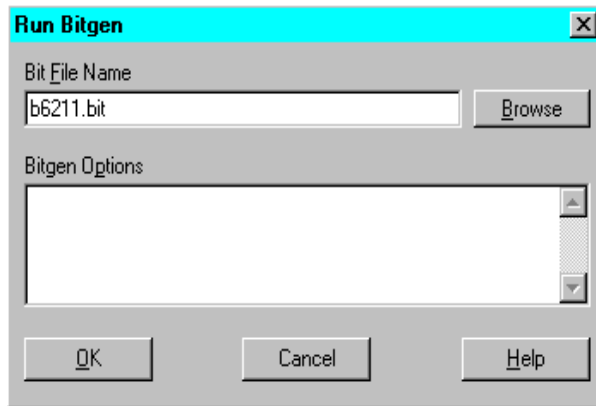 Run Bitgen
Bit File Name
b6211.bit
Browse
Bitgen Options
OK
Cancel
Help